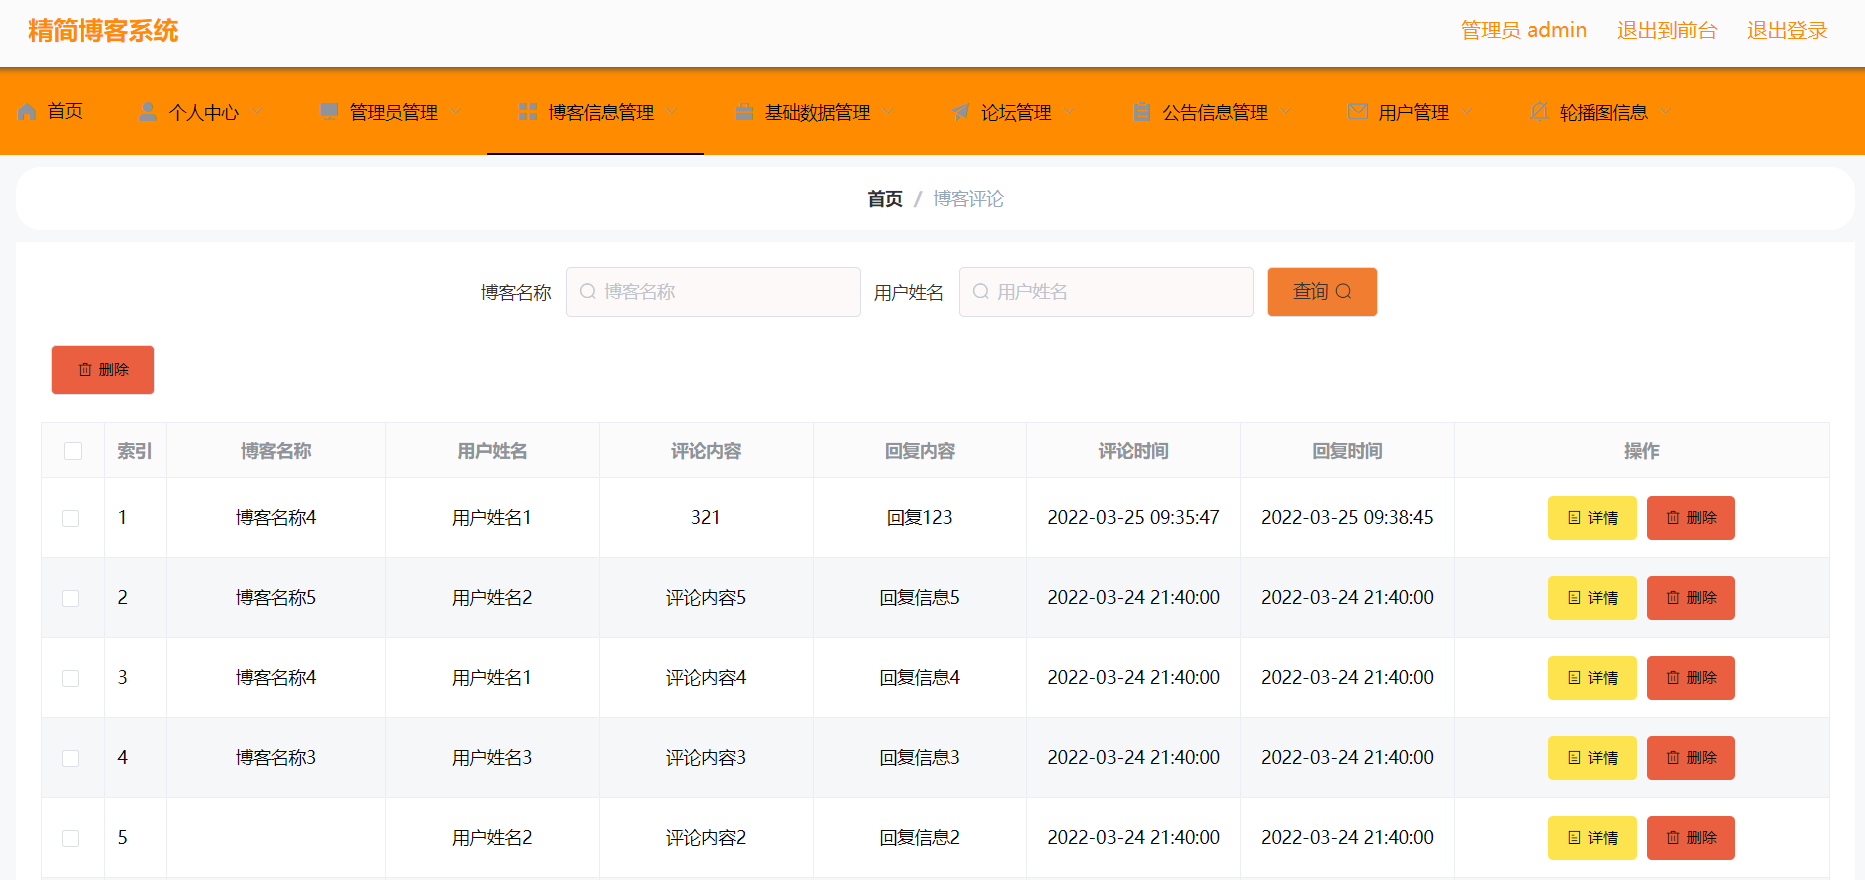 精简博客系统 管理员 admin 退出到前台 退出登录
首页 个人中心 管理员管理 博客信息管理 基础数据管理 论坛管理 公告信息管理 用户管理 轮播图信息
首页 / 博客评论
博客名称 博客名称 用户姓名 用户姓名 查询
删除
索引 博客名称 用户姓名 评论内容 回复内容 评论时间 回复时间 操作
1 博客名称4 用户姓名1 321 回复123 2022-03-25 09:35:47 2022-03-25 09:38:45 详情 删除
2 博客名称5 用户姓名2 评论内容5 回复信息5 2022-03-24 21:40:00 2022-03-24 21:40:00 详情 删除
3 博客名称4 用户姓名1 评论内容4 回复信息4 2022-03-24 21:40:00 2022-03-24 21:40:00 详情 删除
4 博客名称3 用户姓名3 评论内容3 回复信息3 2022-03-24 21:40:00 2022-03-24 21:40:00 详情 删除
5 用户姓名2 评论内容2 回复信息2 2022-03-24 21:40:00 2022-03-24 21:40:00 详情 删除